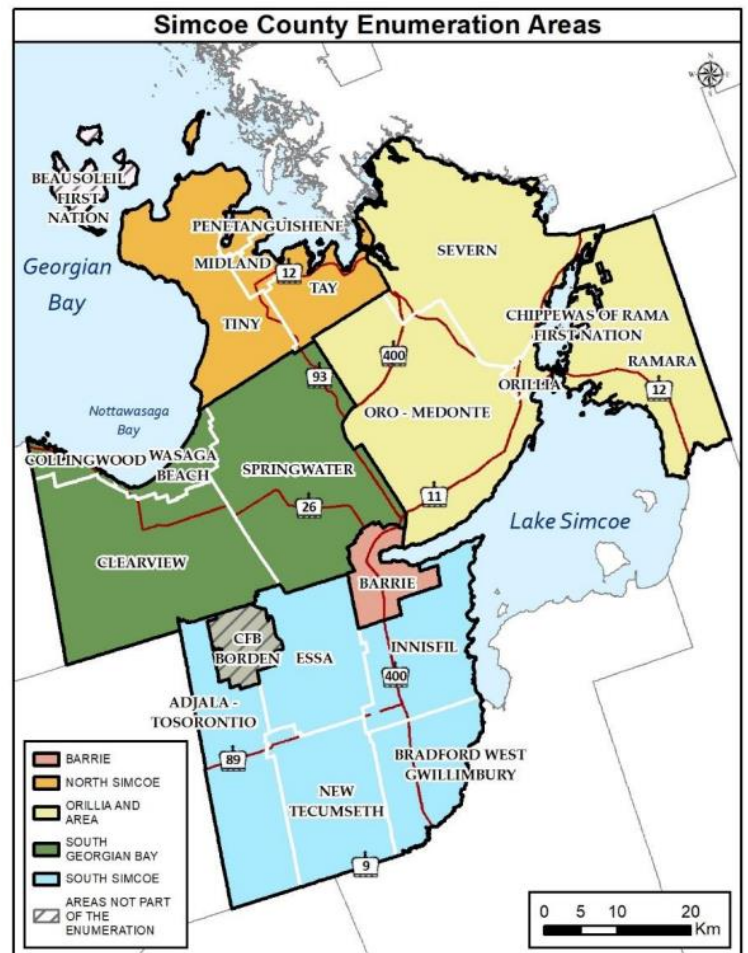 Simcoe County Enumeration Areas
N
W
E
S
BEAUSOLEIL
FIRST
NATION
PENETANGUISHENE
SEVERN
Georgian
Bay
MIDLAND
12
TAY
CHIPPEWAS OF RAMA
FIRST NATION
TINY
400
RAMARA
93
ORILLIA
12
Nottawasaga
Bay
ORO - MEDONTE
COLLINGWOOD
WASAGA
BEACH
SPRINGWATER
11
26
Lake Simcoe
CLEARVIEW
BARRIE
CFB
BORDEN
ESSA
INNISFIL
400
ADJALA -
TOSORONTIO
89
BRADFORD WEST
GWILLIMBURY
NEW
TECUMSETH
9
BARRIE
NORTH SIMCOE
ORILLIA AND
AREA
SOUTH
GEORGIAN BAY
SOUTH SIMCOE
AREAS NOT PART
OF THE
ENUMERATION
0 5 10 20
Km